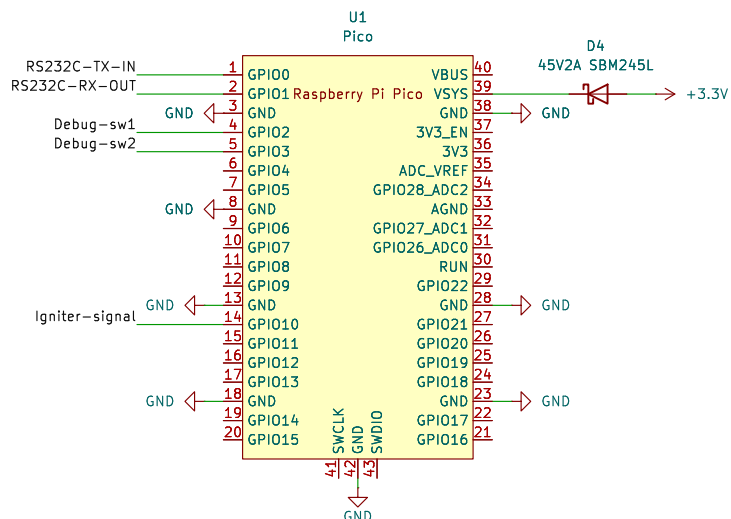 U1
Pico
D4
45V2A SBM245L
+3.3V
Raspberry Pi Pico
RS232C-TX-IN 1 GPIO0
RS232C-RX-OUT 2 GPIO1
GND 3 GND
Debug-sw1 4 GPIO2
Debug-sw2 5 GPIO3
6 GPIO4
7 GPIO5
GND 8 GND
9 GPIO6
10 GPIO7
11 GPIO8
12 GPIO9
GND 13 GND
Igniter-signal 14 GPIO10
15 GPIO11
16 GPIO12
17 GPIO13
GND 18 GND
19 GPIO14
20 GPIO15
VBUS 40
VSYS 39
GND 38 GND
3V3_EN 37
3V3 36
ADC_VREF 35
GPIO28_ADC2 34
AGND 33
GPIO27_ADC1 32
GPIO26_ADC0 31
RUN 30
GPIO22 29
GND 28 GND
GPIO21 27
GPIO20 26
GPIO19 25
GPIO18 24
GND 23 GND
GPIO17 22
GPIO16 21
SWCLK 41
GND 42
SWDIO 43
GND